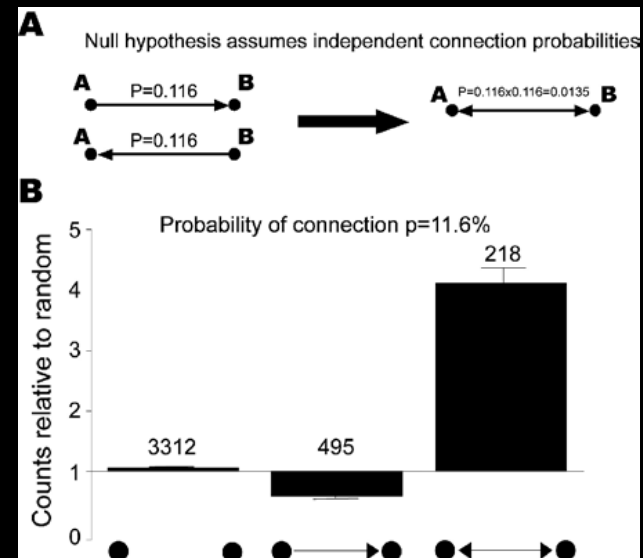 A
Null hypothesis assumes independent connection probabilities
A P=0.116 B
A P=0.116 B
A P=0.116x0.116=0.0135 B
B
Probability of connection p=11.6%
Counts relative to random
5
4
3
2
1
0
3312
495
218